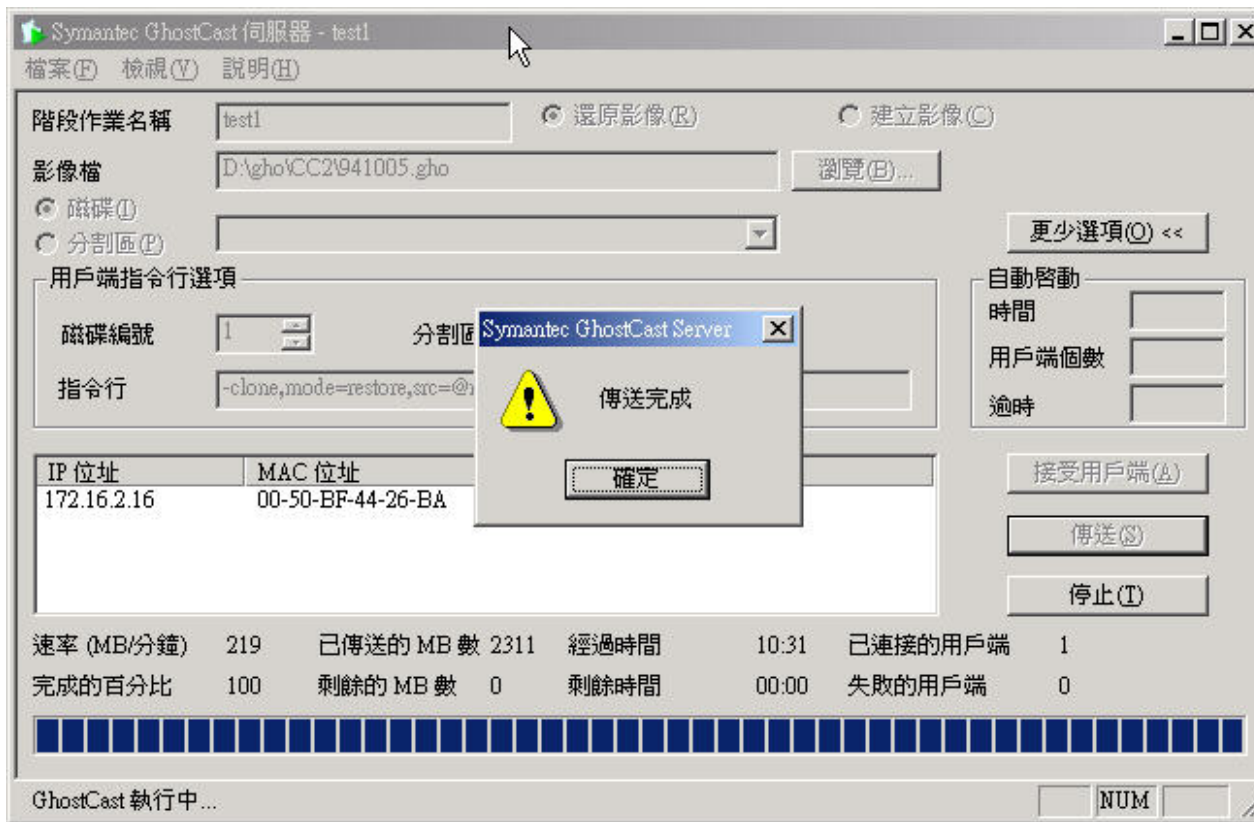 Symantec GhostCast 伺服器 - test1
檔案(F) 檢視(V) 說明(H)
階段作業名稱 test1 還原影像(R) 建立影像(C)
影像檔 D:\gho\CC2\941005.gho 瀏覽(B)...
磁碟(I)
分割區(P) 更少選項(O) <<
用戶端指令行選項 自動啓動
時間
磁碟編號 1 分割區
用戶端個數
指令行 -clone,mode=restore,src=@
逾時
Symantec GhostCast Server
傳送完成
確定
IP 位址 MAC 位址 接受用戶端(A)
172.16.2.16 00-50-BF-44-26-BA
傳送(S)
停止(T)
速率 (MB/分鐘) 219 已傳送的 MB 數 2311 經過時間 10:31 已連接的用戶端 1
完成的百分比 100 剩餘的 MB 數 0 剩餘時間 00:00 失敗的用戶端 0
GhostCast 執行中... NUM